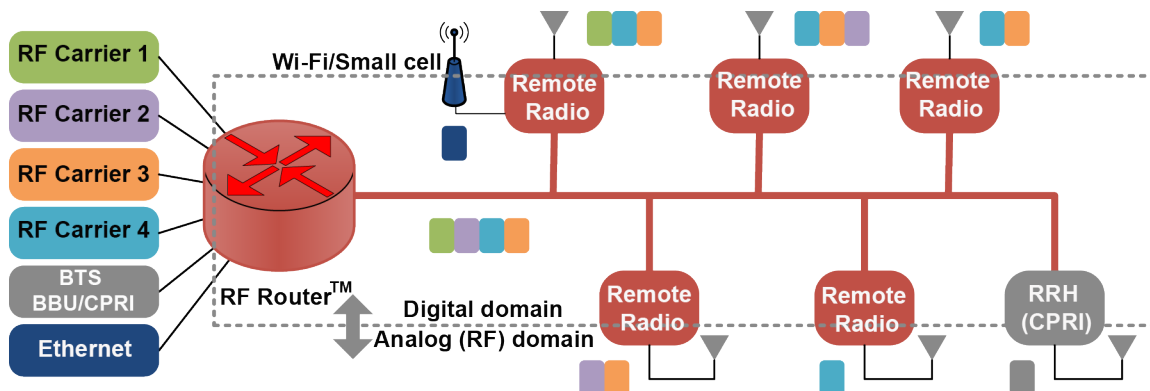 RF Carrier 1
RF Carrier 2
RF Carrier 3
RF Carrier 4
BTS
BBU/CPRI
Ethernet
RF Router™
Wi-Fi/Small cell
Remote
Radio
Remote
Radio
Remote
Radio
Digital domain
Analog (RF) domain
Remote
Radio
Remote
Radio
RRH
(CPRI)